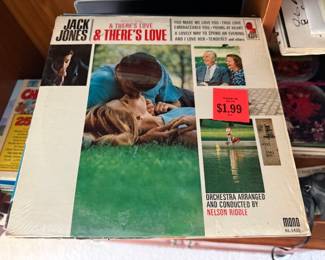 JACK
JONES
& THERE'S LOVE
& THERE'S LOVE
YOU MAKE ME LOVE YOU • TRUE LOVE
EMBRACEABLE YOU • YOUNG AT HEART
A LOVELY WAY TO SPEND AN EVENING
AND I LOVE HER • TENDERLY and others
$1.99
ORCHESTRA ARRANGED
AND CONDUCTED BY
NELSON RIDDLE
MONO
25